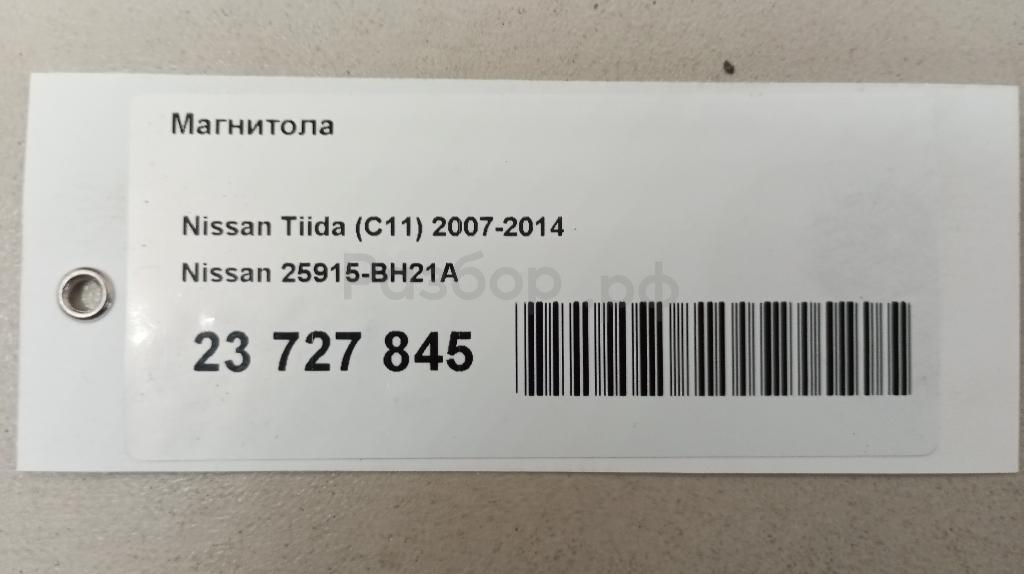 Магнитола
Nissan Tiida (C11) 2007-2014
Nissan 25915-BH21A
Разбор.рф
23 727 845